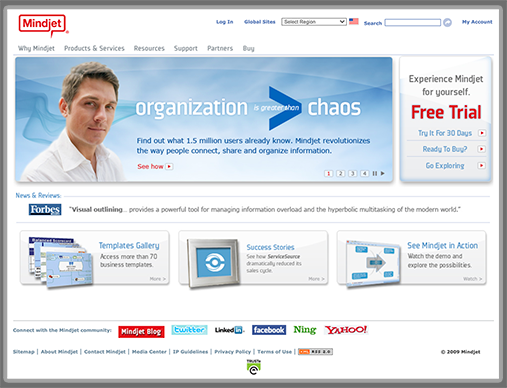 Mindjet
Log In Global Sites Select Region Search My Account
Why Mindjet Products & Services Resources Support Partners Buy
organization is greater than chaos
Find out what 1.5 million users already know. Mindjet revolutionizes
the way people connect, share and organize information.
See how
1 2 3 4
Experience Mindjet
for yourself.
Free Trial
Try It For 30 Days
Ready To Buy?
Go Exploring
News & Reviews:
Forbes "Visual outlining... provides a powerful tool for managing information overload and the hyperbolic multitasking of the modern world."
Templates Gallery
Access more than 70
business templates.
More
Success Stories
See how ServiceSource
dramatically reduced its
sales cycle.
More
See Mindjet in Action
Watch the demo and
explore the possibilities.
Watch
Connect with the Mindjet community: Mindjet Blog twitter LinkedIn facebook Ning YAHOO!
Sitemap | About Mindjet | Contact Mindjet | Media Center | IP Guidelines | Privacy Policy | Terms of Use | RSS 2.0
© 2009 Mindjet
TRUSTe